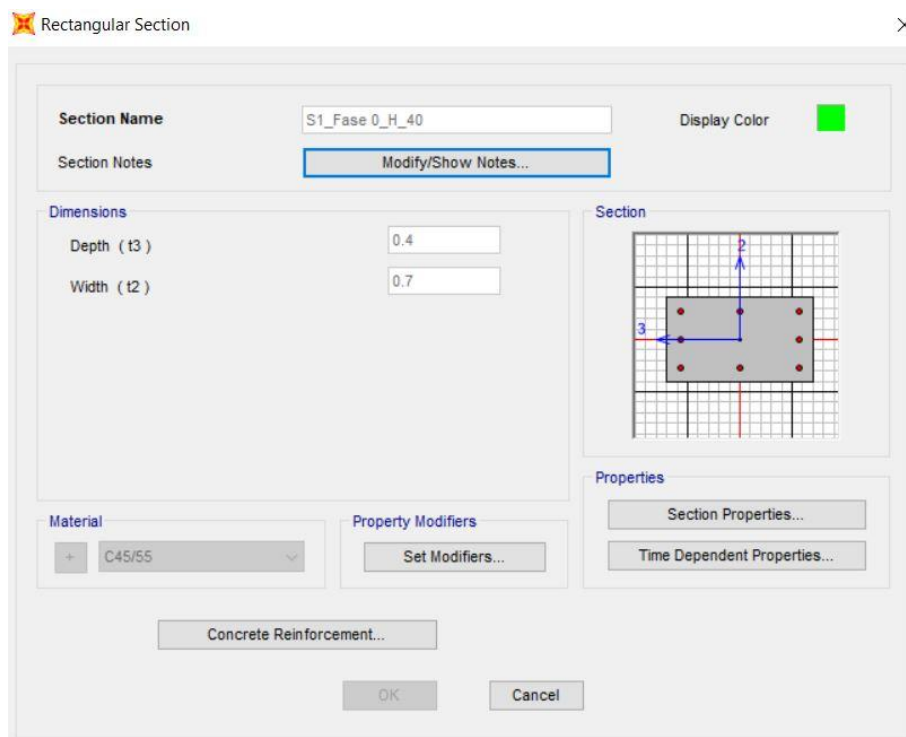 Rectangular Section
Section Name
S1_Fase 0_H_40
Display Color
Section Notes
Modify/Show Notes...
Dimensions
Depth ( t3 )
0.4
Width ( t2 )
0.7
Section
2
3
Properties
Section Properties...
Time Dependent Properties...
Material
+
C45/55
Property Modifiers
Set Modifiers...
Concrete Reinforcement...
OK
Cancel